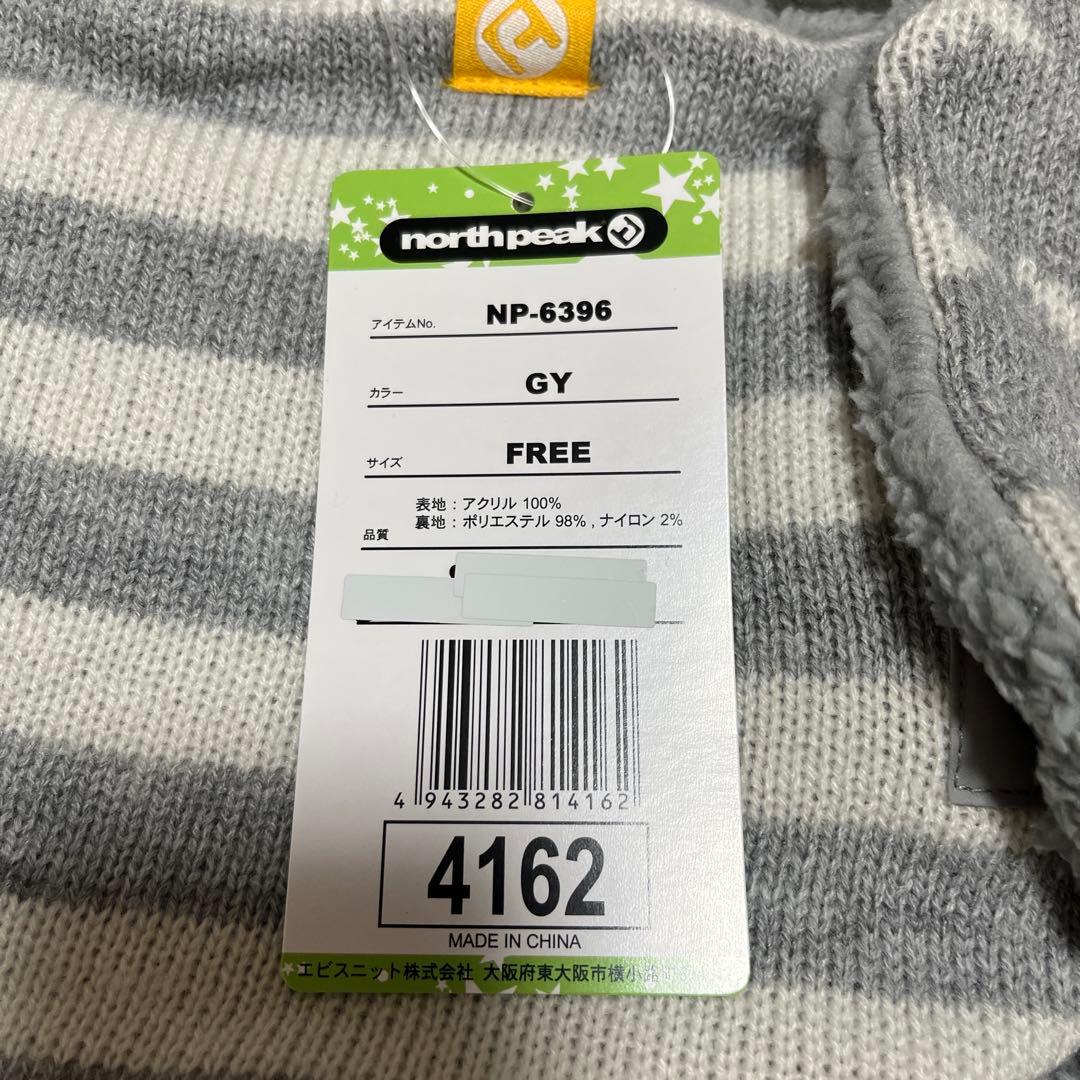 north peak
アイテムNo. NP-6396
カラー GY
サイズ FREE
表地 : アクリル 100%
裏地 : ポリエステル 98% , ナイロン 2%
品質
4 943282 814162
4162
MADE IN CHINA
エビスニット株式会社 大阪府東大阪市横小路